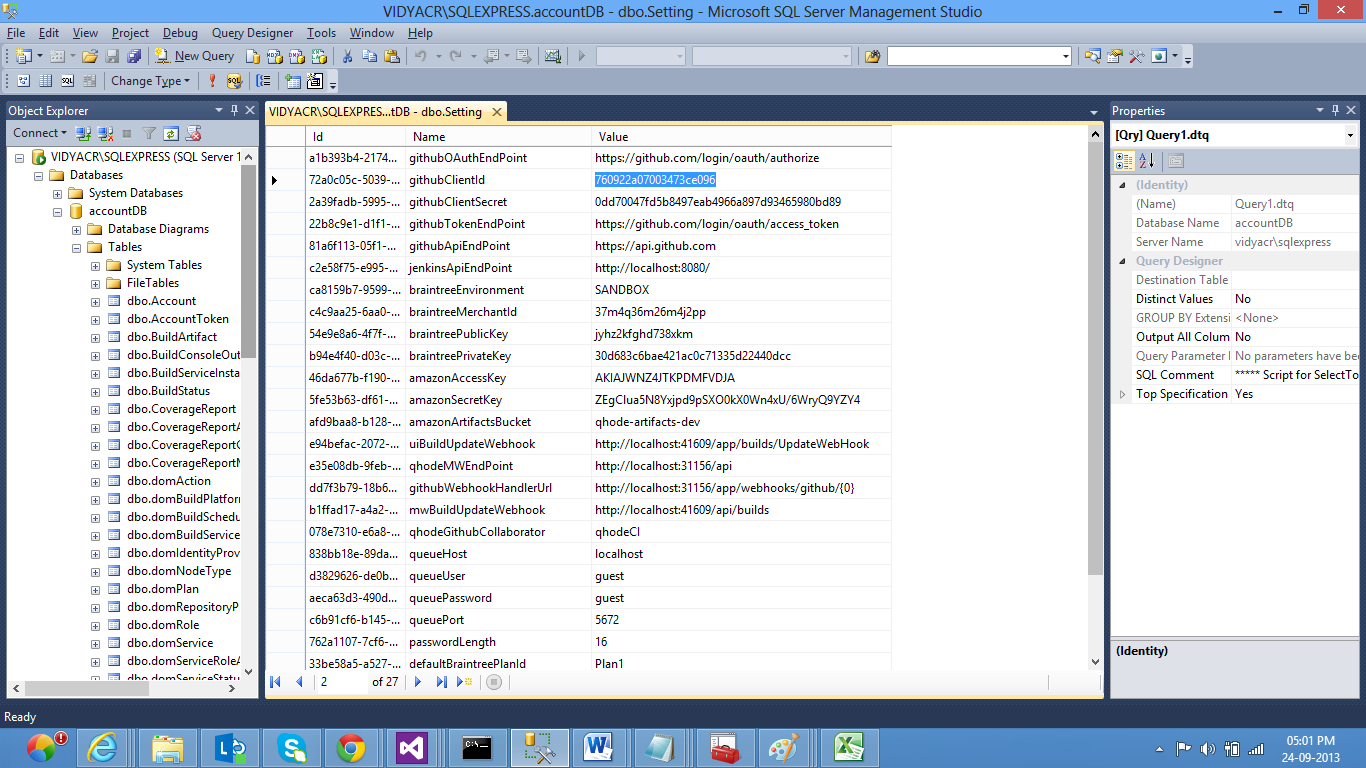 VIDYACR\SQLEXPRESS.accountDB - dbo.Setting - Microsoft SQL Server Management Studio
File Edit View Project Debug Query Designer Tools Window Help
New Query
Change Type
Object Explorer
Connect
VIDYACR\SQLEXPRESS (SQL Server 1
Databases
System Databases
accountDB
Database Diagrams
Tables
System Tables
FileTables
dbo.Account
dbo.AccountToken
dbo.BuildArtifact
dbo.BuildConsoleOut
dbo.BuildServiceInsta
dbo.BuildStatus
dbo.CoverageReport
dbo.CoverageReportA
dbo.CoverageReportC
dbo.CoverageReportM
dbo.domAction
dbo.domBuildPlatfor
dbo.domBuildSchedu
dbo.domBuildService
dbo.domIdentityProv
dbo.domNodeType
dbo.domPlan
dbo.domRepositoryP
dbo.domRole
dbo.domService
dbo.domServiceRoleA
dbo.domServiceStatu
VIDYACR\SQLEXPRES...tDB - dbo.Setting
Id Name Value
a1b393b4-2174... githubOAuthEndPoint https://github.com/login/oauth/authorize
72a0c05c-5039-... githubClientId 760922a07003473ce096
2a39fadb-5995-... githubClientSecret 0dd70047fd5b8497eab4966a897d93465980bd89
22b8c9e1-d1f1-... githubTokenEndPoint https://github.com/login/oauth/access_token
81a6f113-05f1-... githubApiEndPoint https://api.github.com
c2e58f75-e995-... jenkinsApiEndPoint http://localhost:8080/
ca8159b7-9599-... braintreeEnvironment SANDBOX
c4c9aa25-6aa0-... braintreeMerchantId 37m4q36m26m4j2pp
54e9e8a6-4f7f-... braintreePublicKey jyhz2kfghd738xkm
b94e4f40-d03c-... braintreePrivateKey 30d683c6bae421ac0c71335d22440dcc
46da677b-f190-... amazonAccessKey AKIAJWNZ4JTKPDMFVDJA
5fe53b63-df61-... amazonSecretKey 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
afd9baa8-b128-... amazonArtifactsBucket qhode-artifacts-dev
e94befac-2072-... uiBuildUpdateWebhook http://localhost:41609/app/builds/UpdateWebHook
e35e08db-9feb-... qhodeMWEndPoint http://localhost:31156/api
dd7f3b79-18b6... githubWebhookHandlerUrl http://localhost:31156/app/webhooks/github/{0}
b1ffad17-a4a2-... mwBuildUpdateWebhook http://localhost:41609/api/builds
078e7310-e6a8-... qhodeGithubCollaborator qhodeCI
838bb18e-89da... queueHost localhost
d3829626-de0b... queueUser guest
aeca63d3-490d... queuePassword guest
c6b91cf6-b145-... queuePort 5672
762a1107-7cf6-... passwordLength 16
33be58a5-a527-... defaultBraintreePlanId Plan1
2 of 27
Properties
[Qry] Query1.dtq
(Identity)
(Name) Query1.dtq
Database Name accountDB
Server Name vidyacr\sqlexpress
Query Designer
Destination Table
Distinct Values No
GROUP BY Extensi <None>
Output All Colum No
Query Parameter No parameters have bee
SQL Comment ***** Script for SelectTo
Top Specification Yes
(Identity)
Ready
05:01 PM
24-09-2013